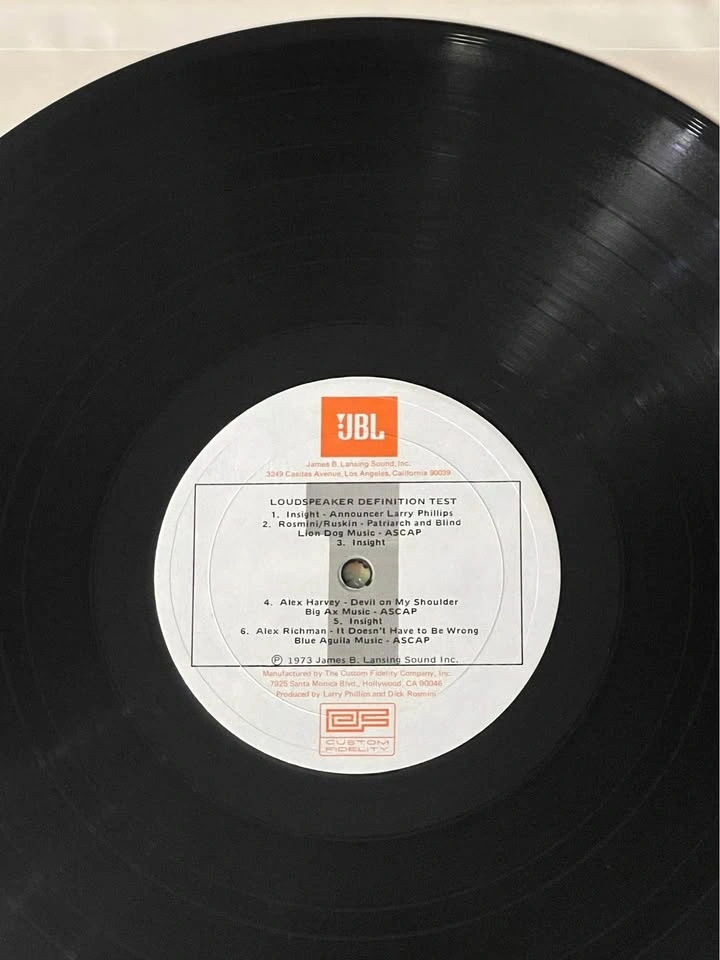 JBL
James B. Lansing Sound, Inc.
3249 Casitas Avenue, Los Angeles, California 90039
LOUDSPEAKER DEFINITION TEST
1. Insight - Announcer Larry Phillips
2. Rosmini/Ruskin - Patriarch and Blind
Lion Dog Music - ASCAP
3. Insight
4. Alex Harvey - Devil on My Shoulder
Big Ax Music - ASCAP
5. Insight
6. Alex Richman - It Doesn't Have to Be Wrong
Blue Aguila Music - ASCAP
℗ 1973 James B. Lansing Sound Inc.
Manufactured by The Custom Fidelity Company, Inc.
7925 Santa Monica Blvd., Hollywood, CA 90046
Produced by Larry Phillips and Dick Rosmini
CF
CUSTOM
FIDELITY